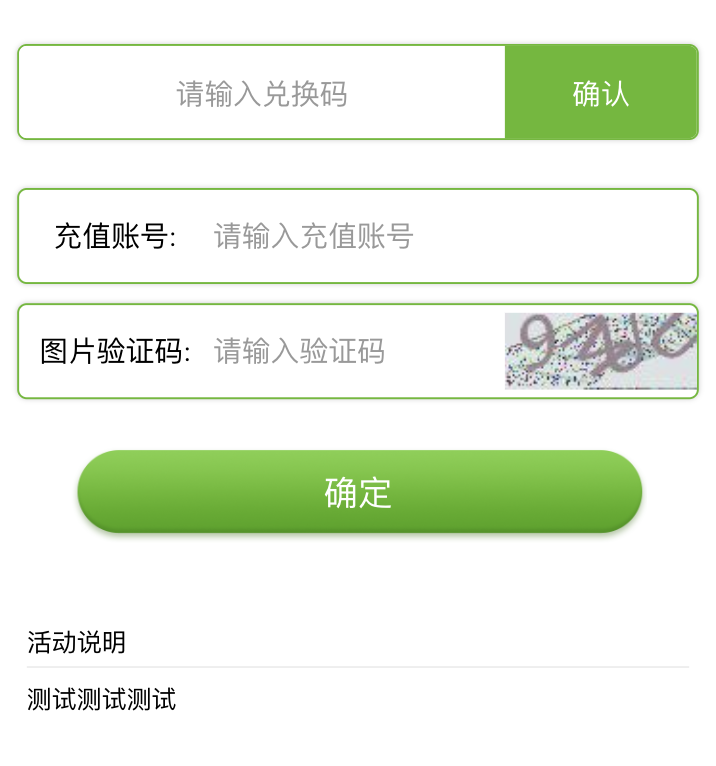 请输入兑换码 确认
充值账号: 请输入充值账号
图片验证码: 请输入验证码
确定
活动说明
测试测试测试